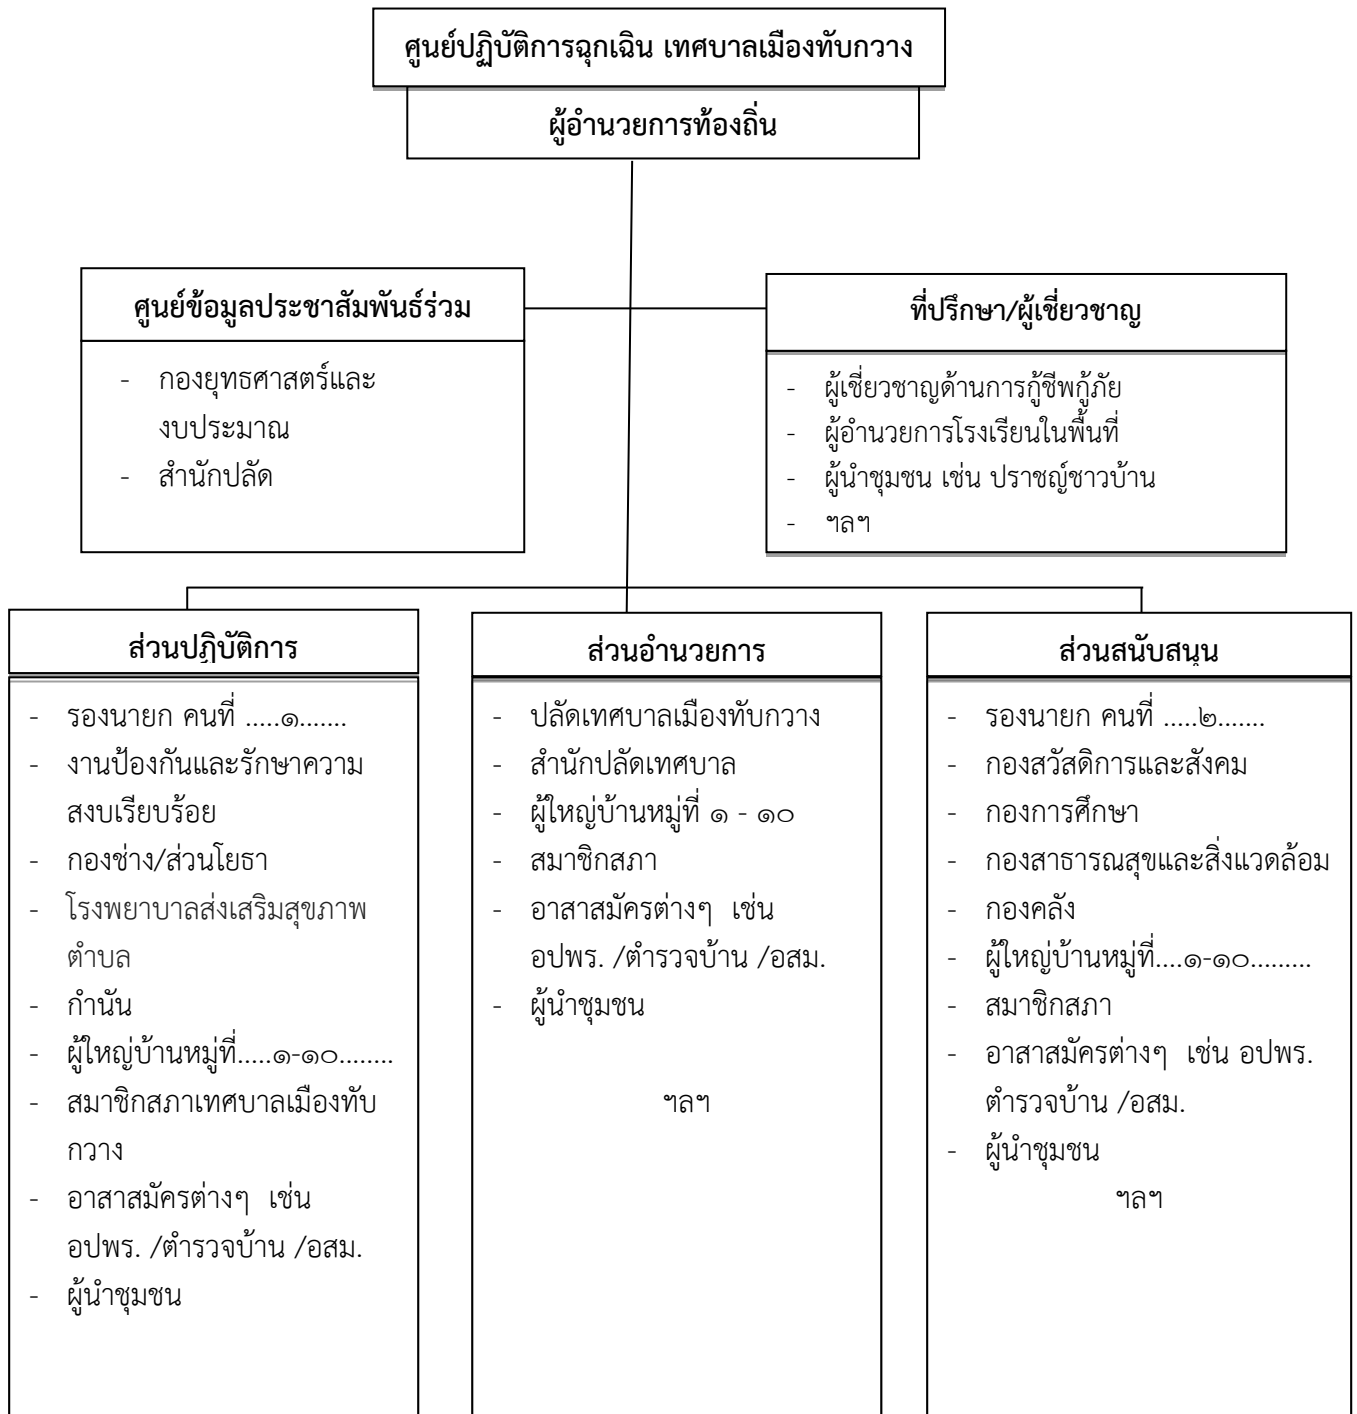 ศูนย์ปฏิบัติการฉุกเฉิน เทศบาลเมืองทับกวาง
ผู้อำนวยการท้องถิ่น
ศูนย์ข้อมูลประชาสัมพันธ์ร่วม
- กองยุทธศาสตร์และ
งบประมาณ
- สำนักปลัด
ที่ปรึกษา/ผู้เชี่ยวชาญ
- ผู้เชี่ยวชาญด้านการกู้ชีพกู้ภัย
- ผู้อำนวยการโรงเรียนในพื้นที่
- ผู้นำชุมชน เช่น ปราชญ์ชาวบ้าน
- ฯลฯ
ส่วนปฏิบัติการ
- รองนายก คนที่ .....๑.......
- งานป้องกันและรักษาความ
สงบเรียบร้อย
- กองช่าง/ส่วนโยธา
- โรงพยาบาลส่งเสริมสุขภาพ
ตำบล
- กำนัน
- ผู้ใหญ่บ้านหมู่ที่.....๑-๑๐........
- สมาชิกสภาเทศบาลเมืองทับ
กวาง
- อาสาสมัครต่างๆ เช่น
อปพร. /ตำรวจบ้าน /อสม.
- ผู้นำชุมชน
ส่วนอำนวยการ
- ปลัดเทศบาลเมืองทับกวาง
- สำนักปลัดเทศบาล
- ผู้ใหญ่บ้านหมู่ที่ ๑ - ๑๐
- สมาชิกสภา
- อาสาสมัครต่างๆ เช่น
อปพร. /ตำรวจบ้าน /อสม.
- ผู้นำชุมชน
ฯลฯ
ส่วนสนับสนุน
- รองนายก คนที่ .....๒.......
- กองสวัสดิการและสังคม
- กองการศึกษา
- กองสาธารณสุขและสิ่งแวดล้อม
- กองคลัง
- ผู้ใหญ่บ้านหมู่ที่....๑-๑๐.........
- สมาชิกสภา
- อาสาสมัครต่างๆ เช่น อปพร.
ตำรวจบ้าน /อสม.
- ผู้นำชุมชน
ฯลฯ